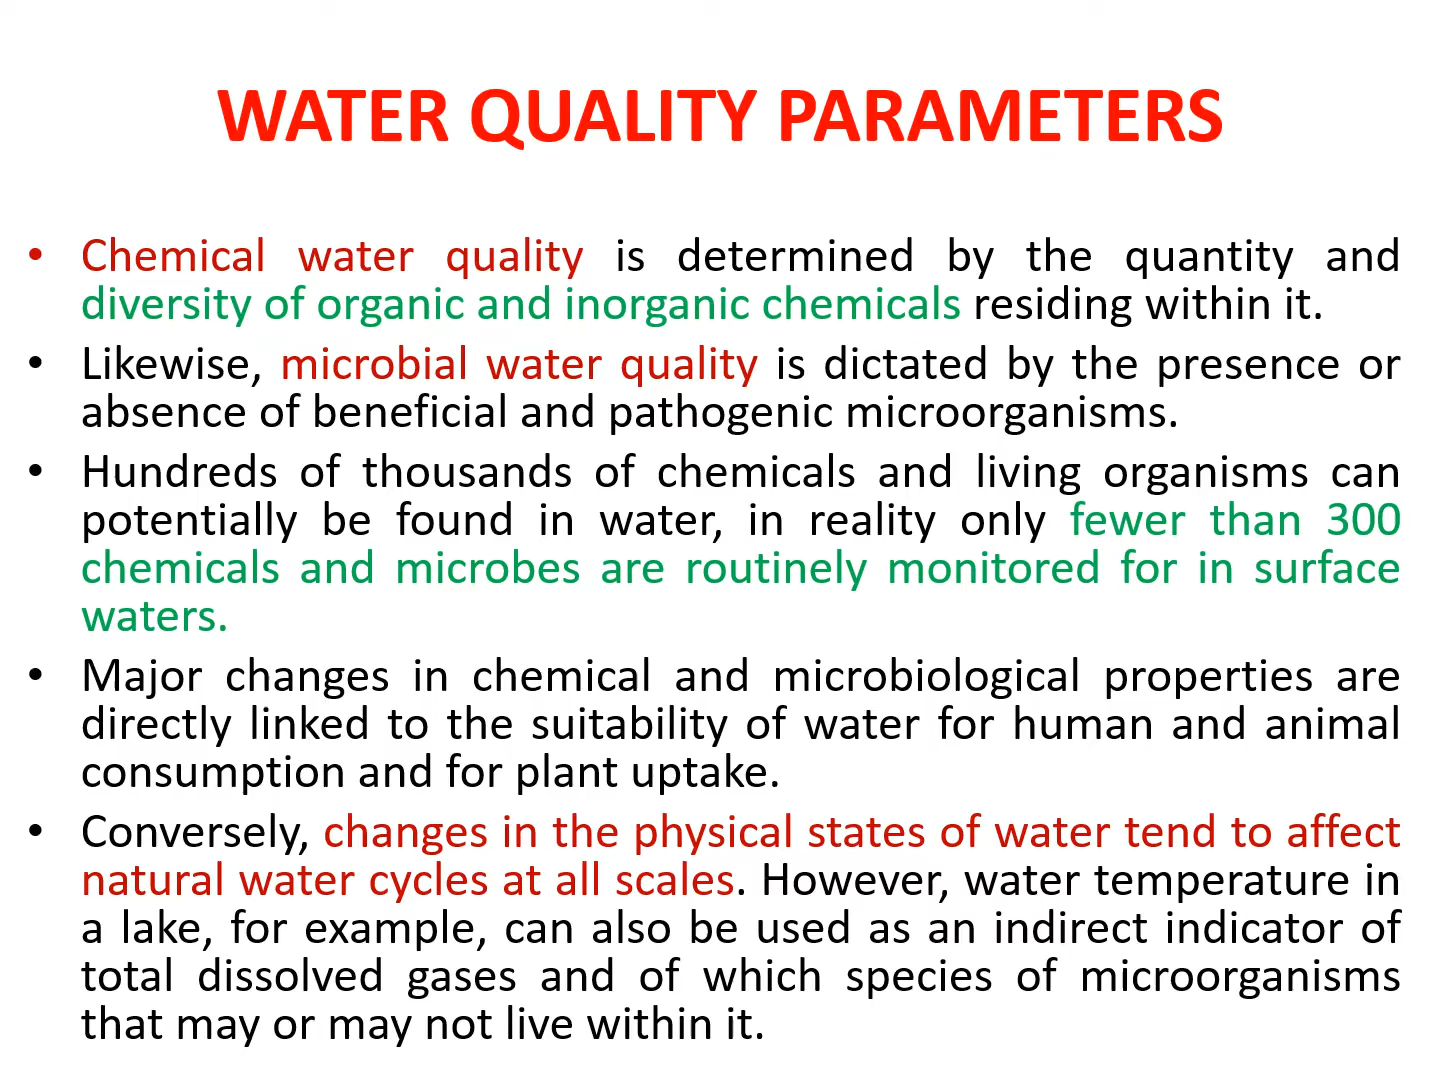 WATER QUALITY PARAMETERS
• Chemical water quality is determined by the quantity and
diversity of organic and inorganic chemicals residing within it.
• Likewise, microbial water quality is dictated by the presence or
absence of beneficial and pathogenic microorganisms.
• Hundreds of thousands of chemicals and living organisms can
potentially be found in water, in reality only fewer than 300
chemicals and microbes are routinely monitored for in surface
waters.
• Major changes in chemical and microbiological properties are
directly linked to the suitability of water for human and animal
consumption and for plant uptake.
• Conversely, changes in the physical states of water tend to affect
natural water cycles at all scales. However, water temperature in
a lake, for example, can also be used as an indirect indicator of
total dissolved gases and of which species of microorganisms
that may or may not live within it.